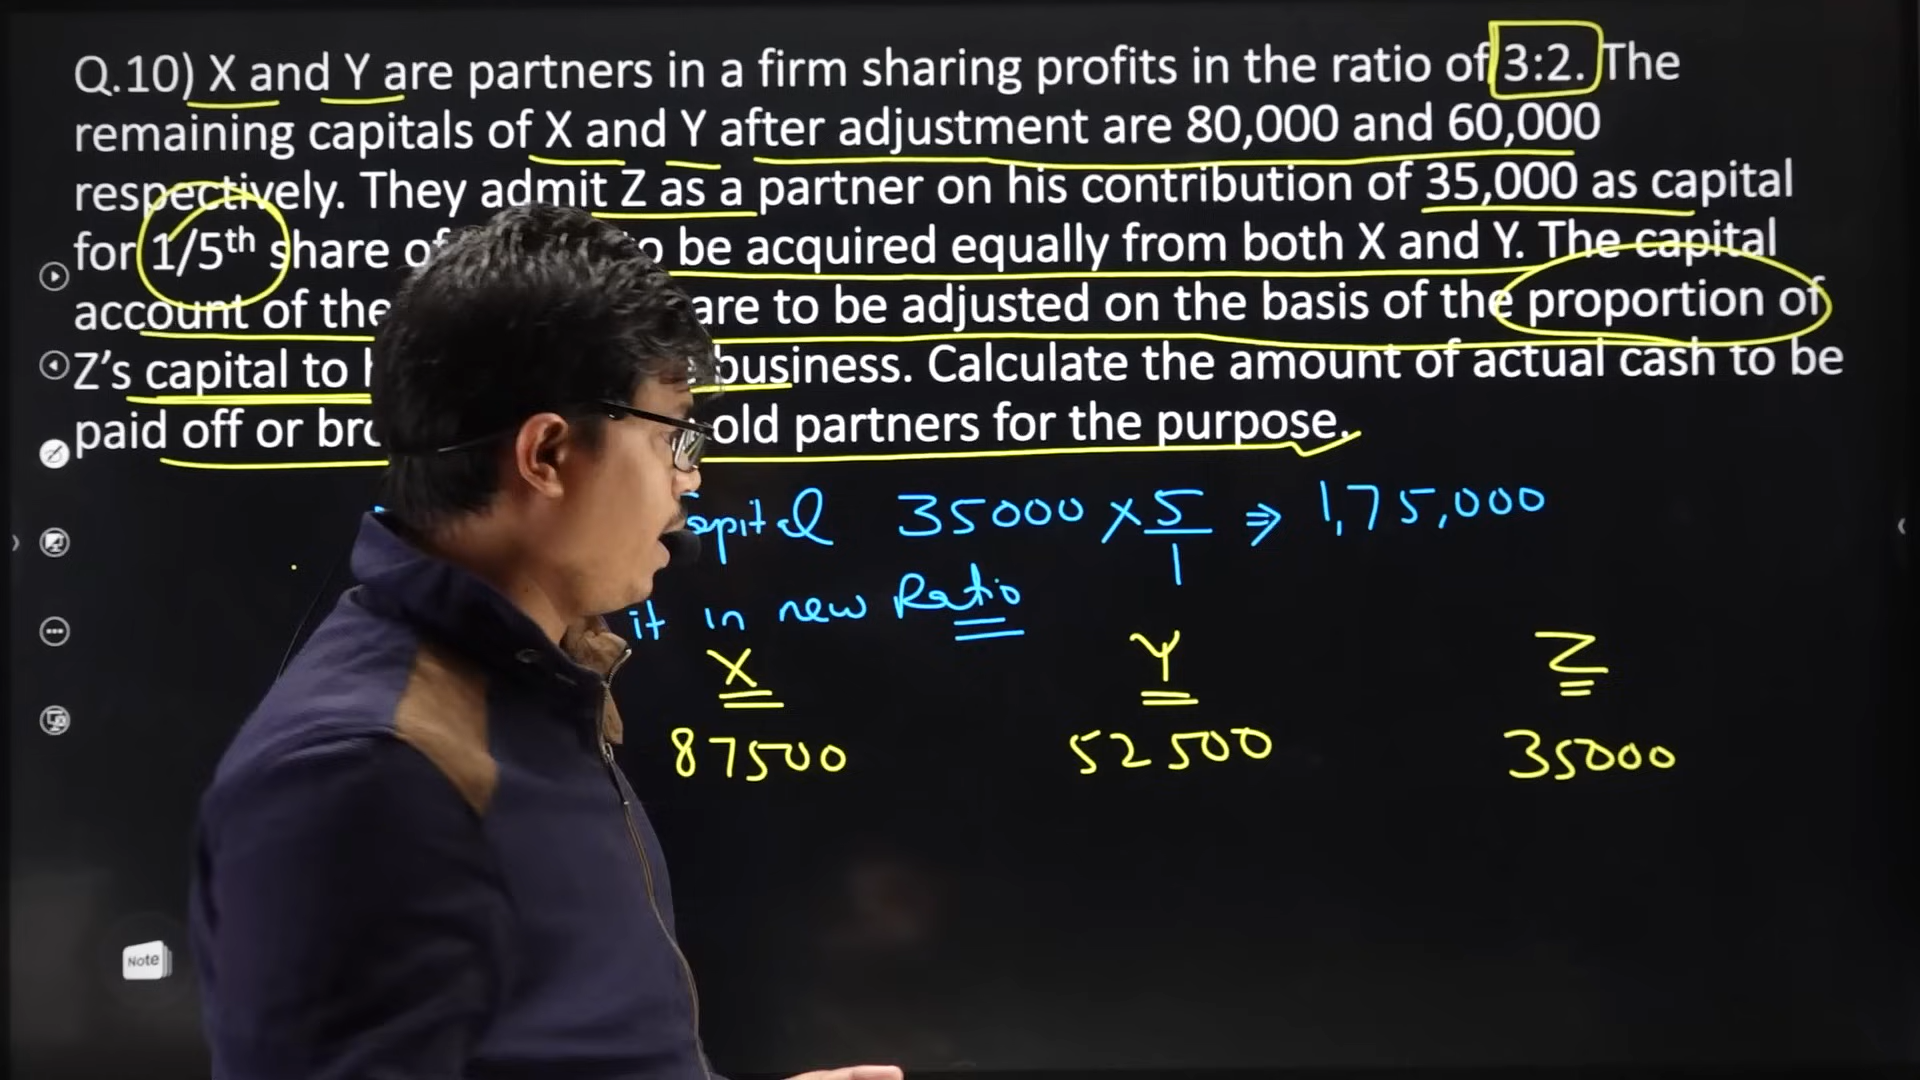 Q.10) X and Y are partners in a firm sharing profits in the ratio of 3:2. The
remaining capitals of X and Y after adjustment are 80,000 and 60,000
respectively. They admit Z as a partner on his contribution of 35,000 as capital
for 1/5th share of be acquired equally from both X and Y. The capital
account of the are to be adjusted on the basis of the proportion of
Z's capital to business. Calculate the amount of actual cash to be
paid off or old partners for the purpose.
Capital 35000 × 5/1 ⇒ 1,75,000
it in new Ratio
X Y Z
87500 52500 35000
Note